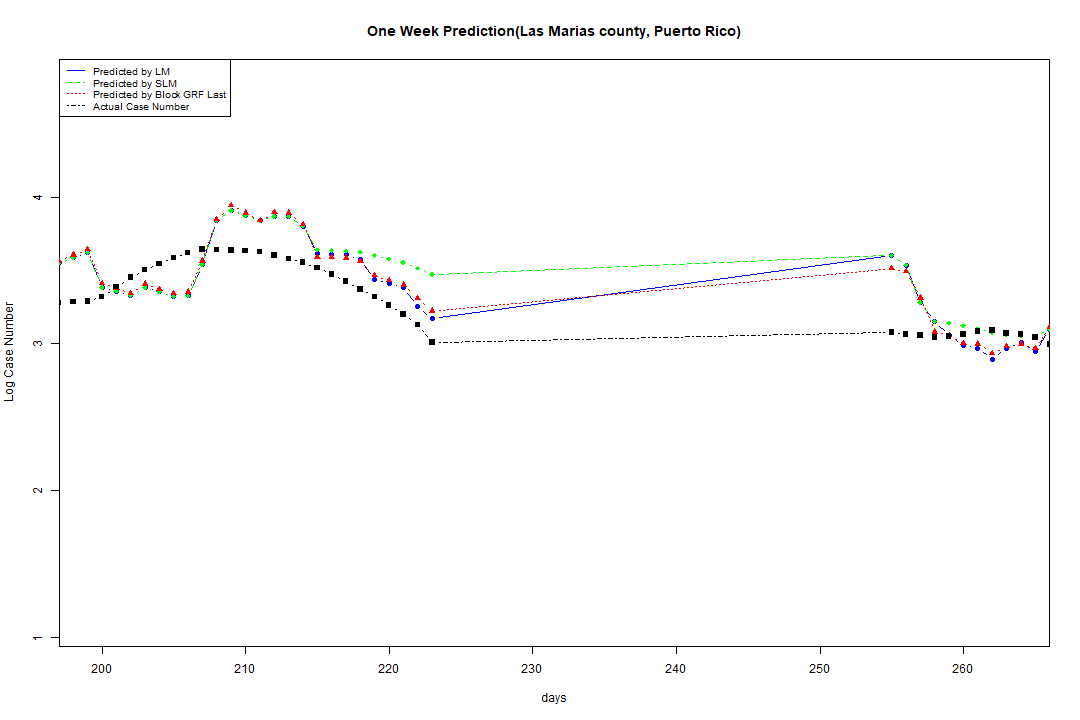 One Week Prediction(Las Marias county, Puerto Rico)
Predicted by LM
Predicted by SLM
Predicted by Block GRF Last
Actual Case Number
Log Case Number
4
3
2
1
200 210 220 230 240 250 260
days